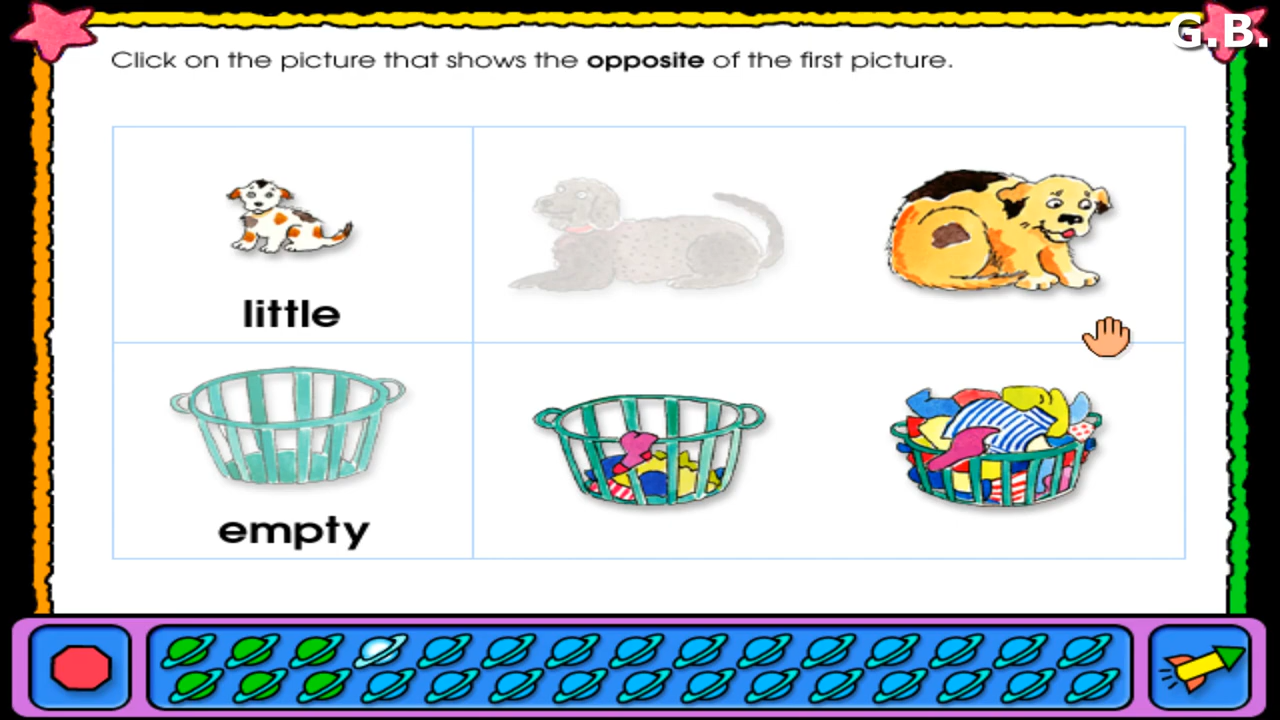 G.B.
Click on the picture that shows the opposite of the first picture.
little
empty